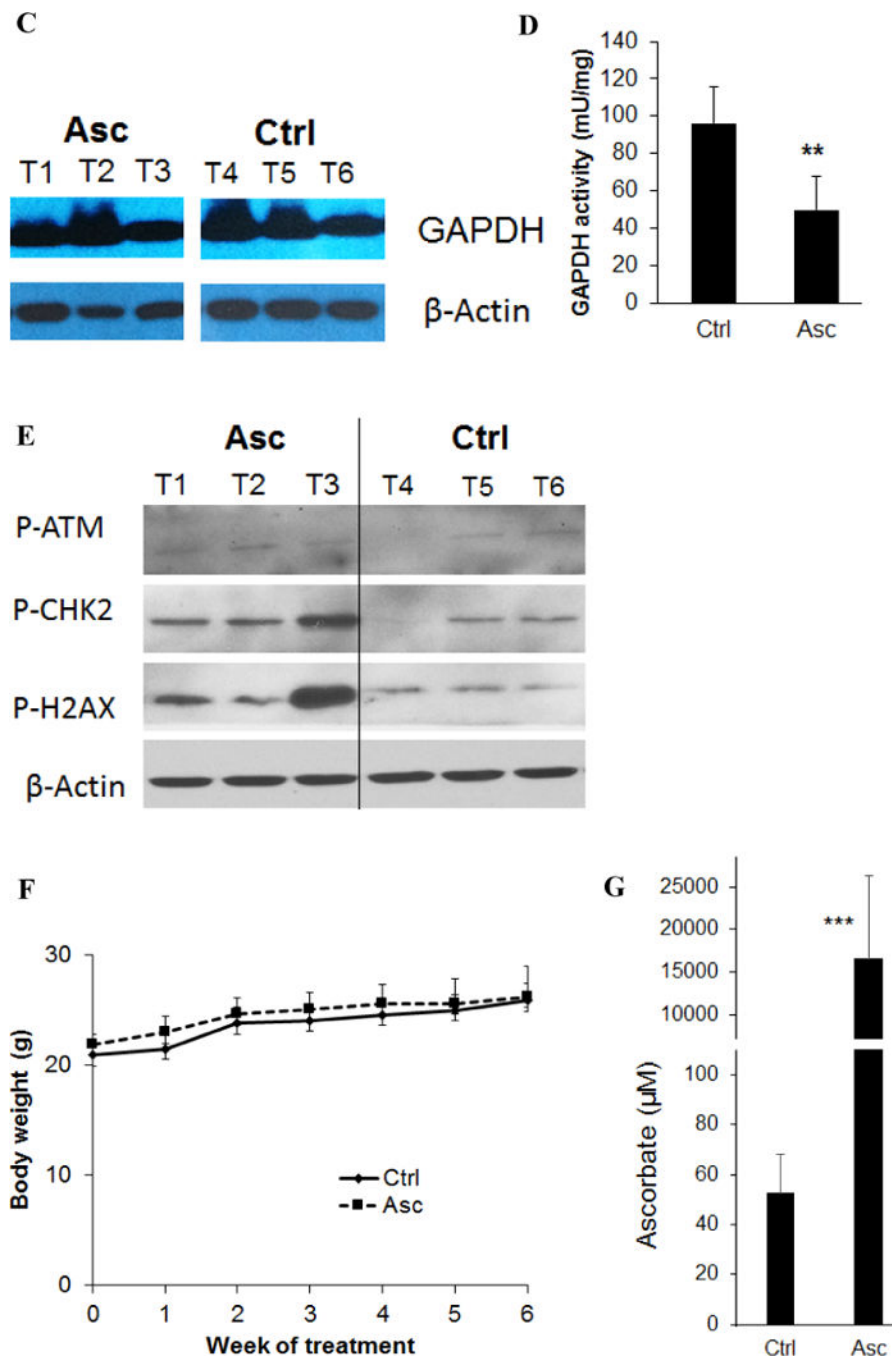 C
Asc Ctrl
T1 T2 T3 T4 T5 T6
GAPDH
β-Actin
D
GAPDH activity (mU/mg)
140
120
100
80
60
40
20
0
**
Ctrl Asc
E
Asc Ctrl
T1 T2 T3 T4 T5 T6
P-ATM
P-CHK2
P-H2AX
β-Actin
F
Body weight (g)
30
20
10
0
Ctrl
Asc
0 1 2 3 4 5 6
Week of treatment
G
Ascorbate (µM)
25000
20000
15000
10000
100
80
60
40
20
0
***
Ctrl Asc